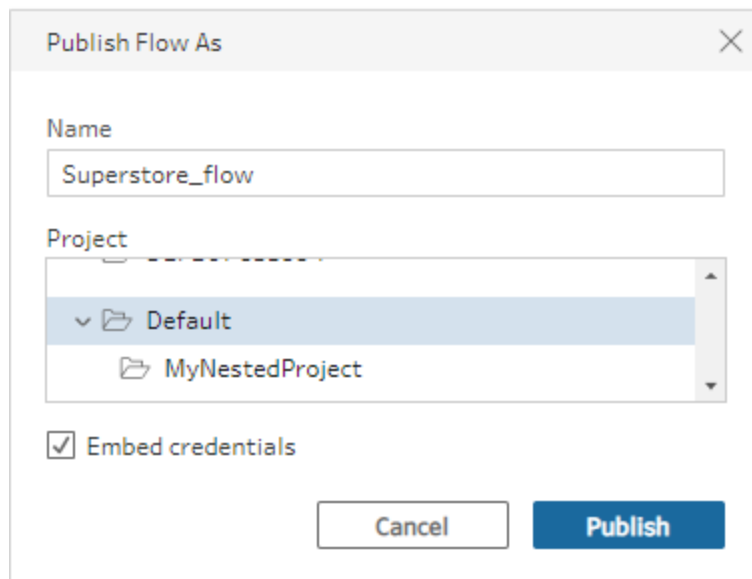 Publish Flow As
Name
Superstore_flow
Project
Default
MyNestedProject
Embed credentials
Cancel
Publish